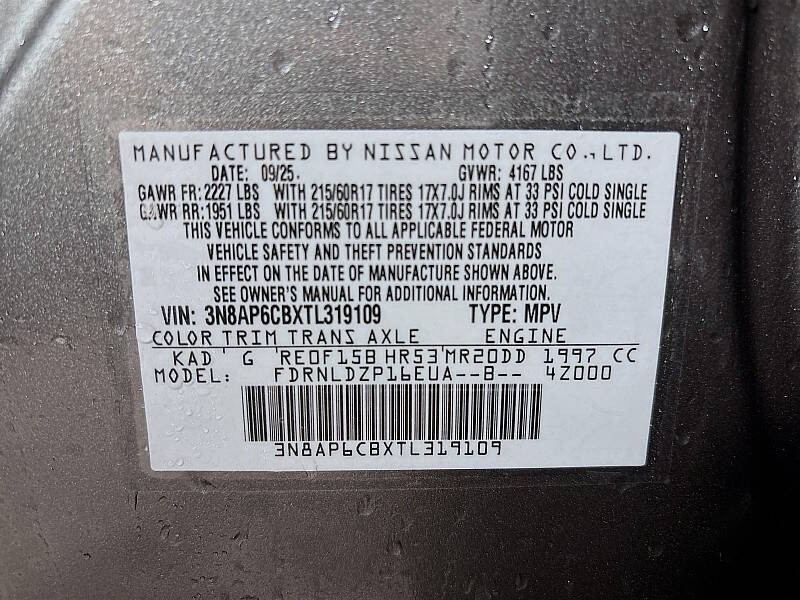 MANUFACTURED BY NISSAN MOTOR CO., LTD.
DATE: 09/25. GVWR: 4167 LBS
GAWR FR: 2227 LBS WITH 215/60R17 TIRES 17X7.0J RIMS AT 33 PSI COLD SINGLE
GAWR RR: 1951 LBS WITH 215/60R17 TIRES 17X7.0J RIMS AT 33 PSI COLD SINGLE
THIS VEHICLE CONFORMS TO ALL APPLICABLE FEDERAL MOTOR
VEHICLE SAFETY AND THEFT PREVENTION STANDARDS
IN EFFECT ON THE DATE OF MANUFACTURE SHOWN ABOVE.
SEE OWNER'S MANUAL FOR ADDITIONAL INFORMATION.
VIN: 3N8AP6CBXTL319109 TYPE: MPV
COLOR TRIM TRANS AXLE ENGINE
KAD G RE0F15B HR53 MR20DD 1997 CC
MODEL: FDRNLDZP16EUA--B-- 4Z000
3N8AP6CBXTL319109